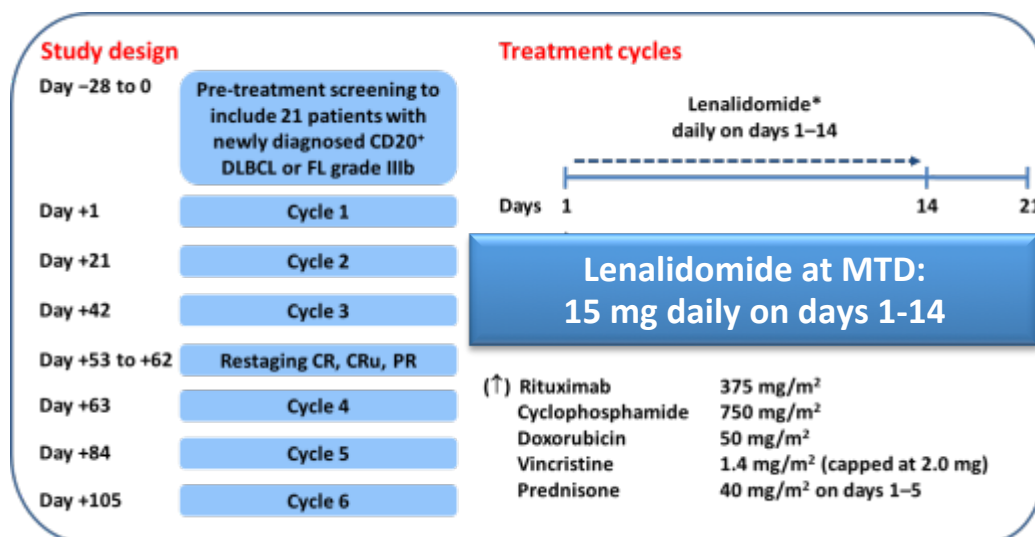 Study design
Day −28 to 0
Pre-treatment screening to
include 21 patients with
newly diagnosed CD20⁺
DLBCL or FL grade IIIb
Day +1
Cycle 1
Day +21
Cycle 2
Day +42
Cycle 3
Day +53 to +62
Restaging CR, CRu, PR
Day +63
Cycle 4
Day +84
Cycle 5
Day +105
Cycle 6
Treatment cycles
Lenalidomide*
daily on days 1–14
Days 1 14 21
Lenalidomide at MTD:
15 mg daily on days 1-14
(↑) Rituximab 375 mg/m²
Cyclophosphamide 750 mg/m²
Doxorubicin 50 mg/m²
Vincristine 1.4 mg/m² (capped at 2.0 mg)
Prednisone 40 mg/m² on days 1–5